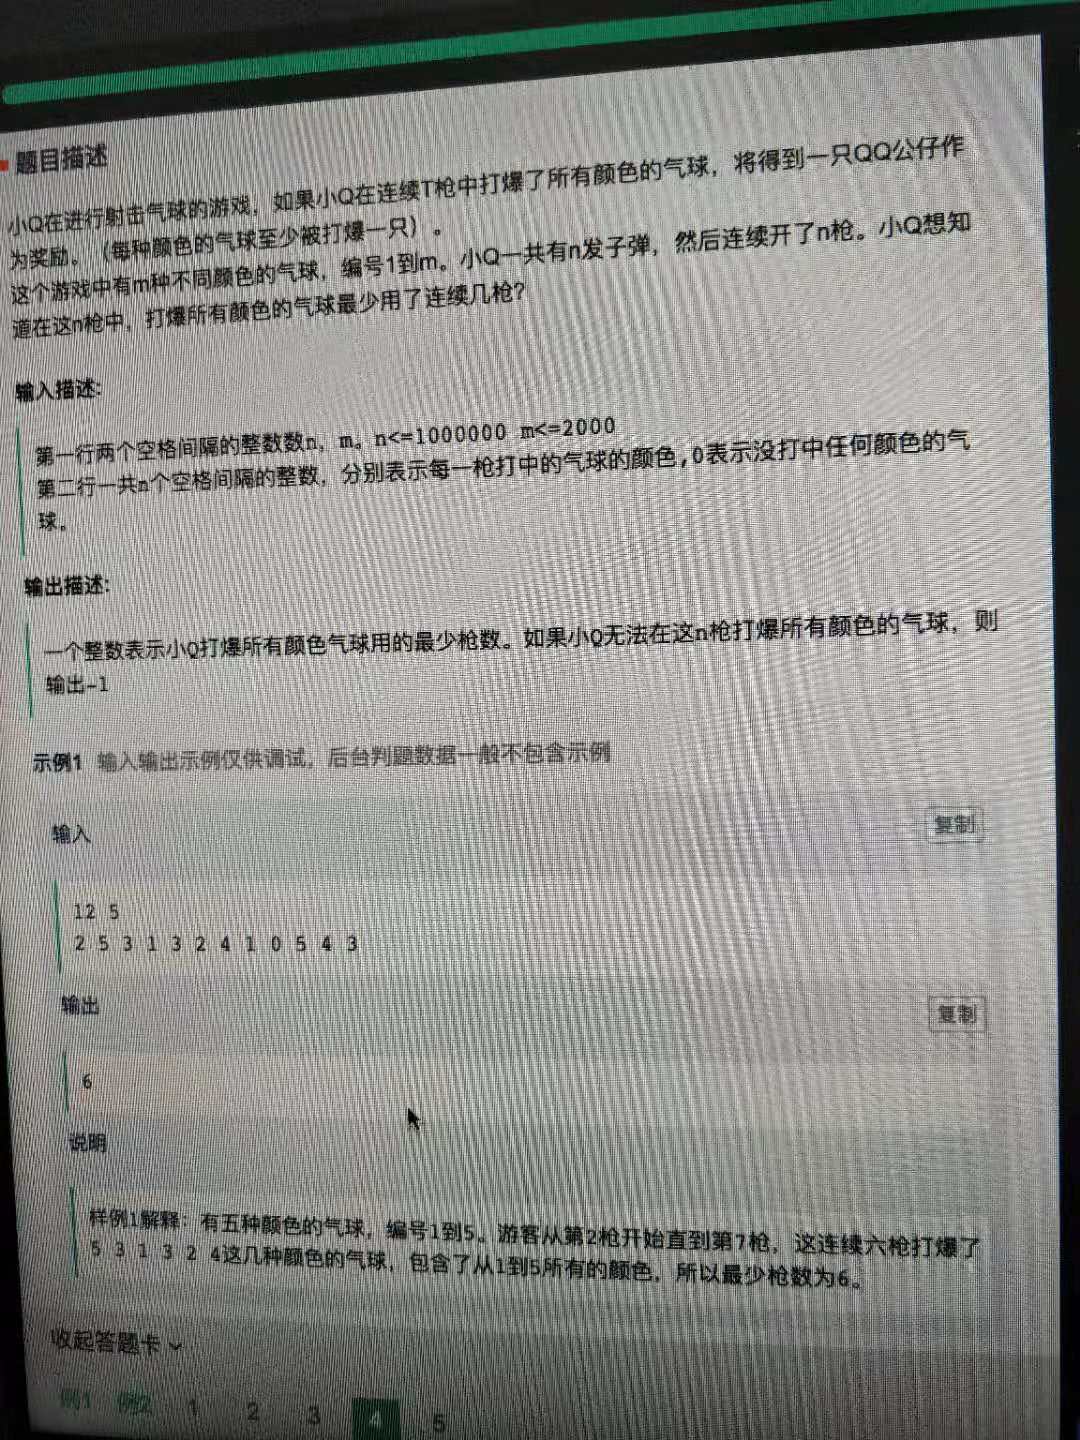 题目描述
小Q在进行射击气球的游戏，如果小Q在连续T枪中打爆了所有颜色的气球，将得到一只QQ公仔作
为奖励。（每种颜色的气球至少被打爆一只）。
这个游戏中有m种不同颜色的气球，编号1到m。小Q一共有n发子弹，然后连续开了n枪。小Q想知
道在这n枪中，打爆所有颜色的气球最少用了连续几枪？
输入描述:
第一行两个空格间隔的整数数n，m。n<=1000000 m<=2000
第二行一共n个空格间隔的整数，分别表示每一枪打中的气球的颜色,0表示没打中任何颜色的气
球。
输出描述:
一个整数表示小Q打爆所有颜色气球用的最少枪数。如果小Q无法在这n枪打爆所有颜色的气球，则
输出-1
示例1 输入输出示例仅供调试，后台判题数据一般不包含示例
输入
复制
12 5
2 5 3 1 3 2 4 1 0 5 4 3
输出
复制
6
说明
样例1解释：有五种颜色的气球，编号1到5。游客从第2枪开始直到第7枪，这连续六枪打爆了
5 3 1 3 2 4这几种颜色的气球，包含了从1到5所有的颜色，所以最少枪数为6。
收起答题卡
例1 例2 1 2 3 4 5